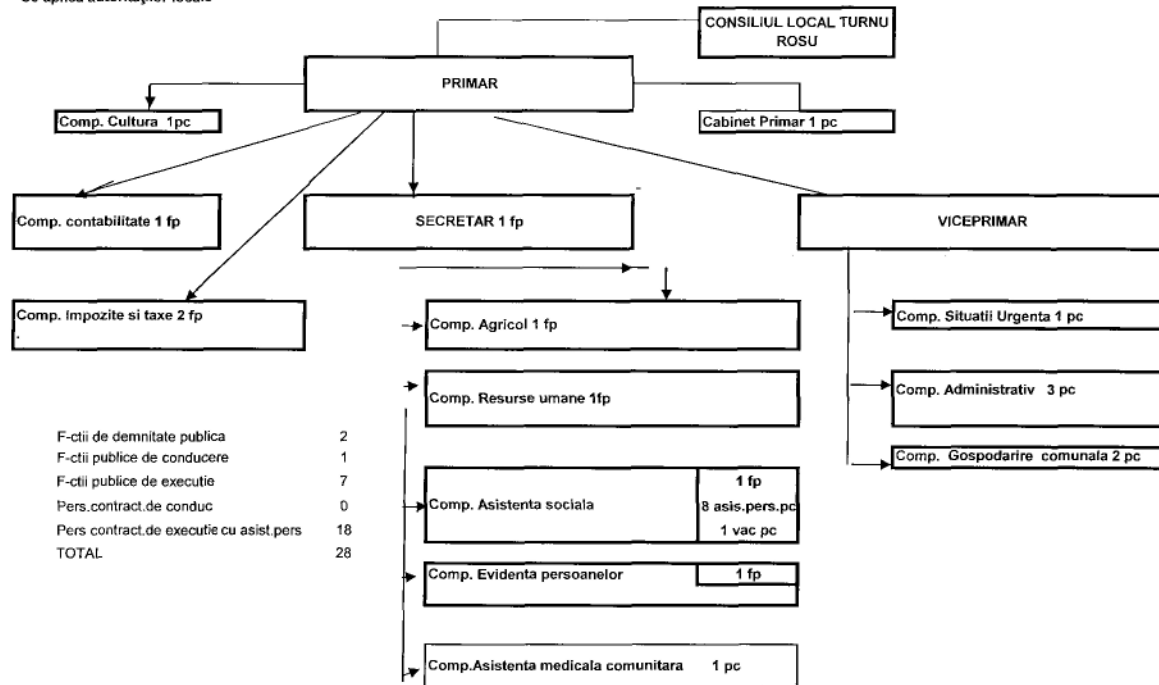 autoritatilor locale
CONSILIUL LOCAL TURNU
ROSU
PRIMAR
Comp. Cultura 1pc
Cabinet Primar 1 pc
Comp. contabilitate 1 fp
SECRETAR 1 fp
VICEPRIMAR
Comp. Impozite si taxe 2 fp
Comp. Agricol 1 fp
Comp. Situatii Urgenta 1 pc
Comp. Resurse umane 1fp
Comp. Administrativ 3 pc
Comp. Gospodarire comunala 2 pc
F-ctii de demnitate publica 2
F-ctii publice de conducere 1
F-ctii publice de executie 7
Pers.contract.de conduc 0
Pers contract.de executie cu asist.pers 18
TOTAL 28
Comp. Asistenta sociala
1 fp
8 asis.pers.pc
1 vac pc
Comp. Evidenta persoanelor 1 fp
Comp.Asistenta medicala comunitara 1 pc